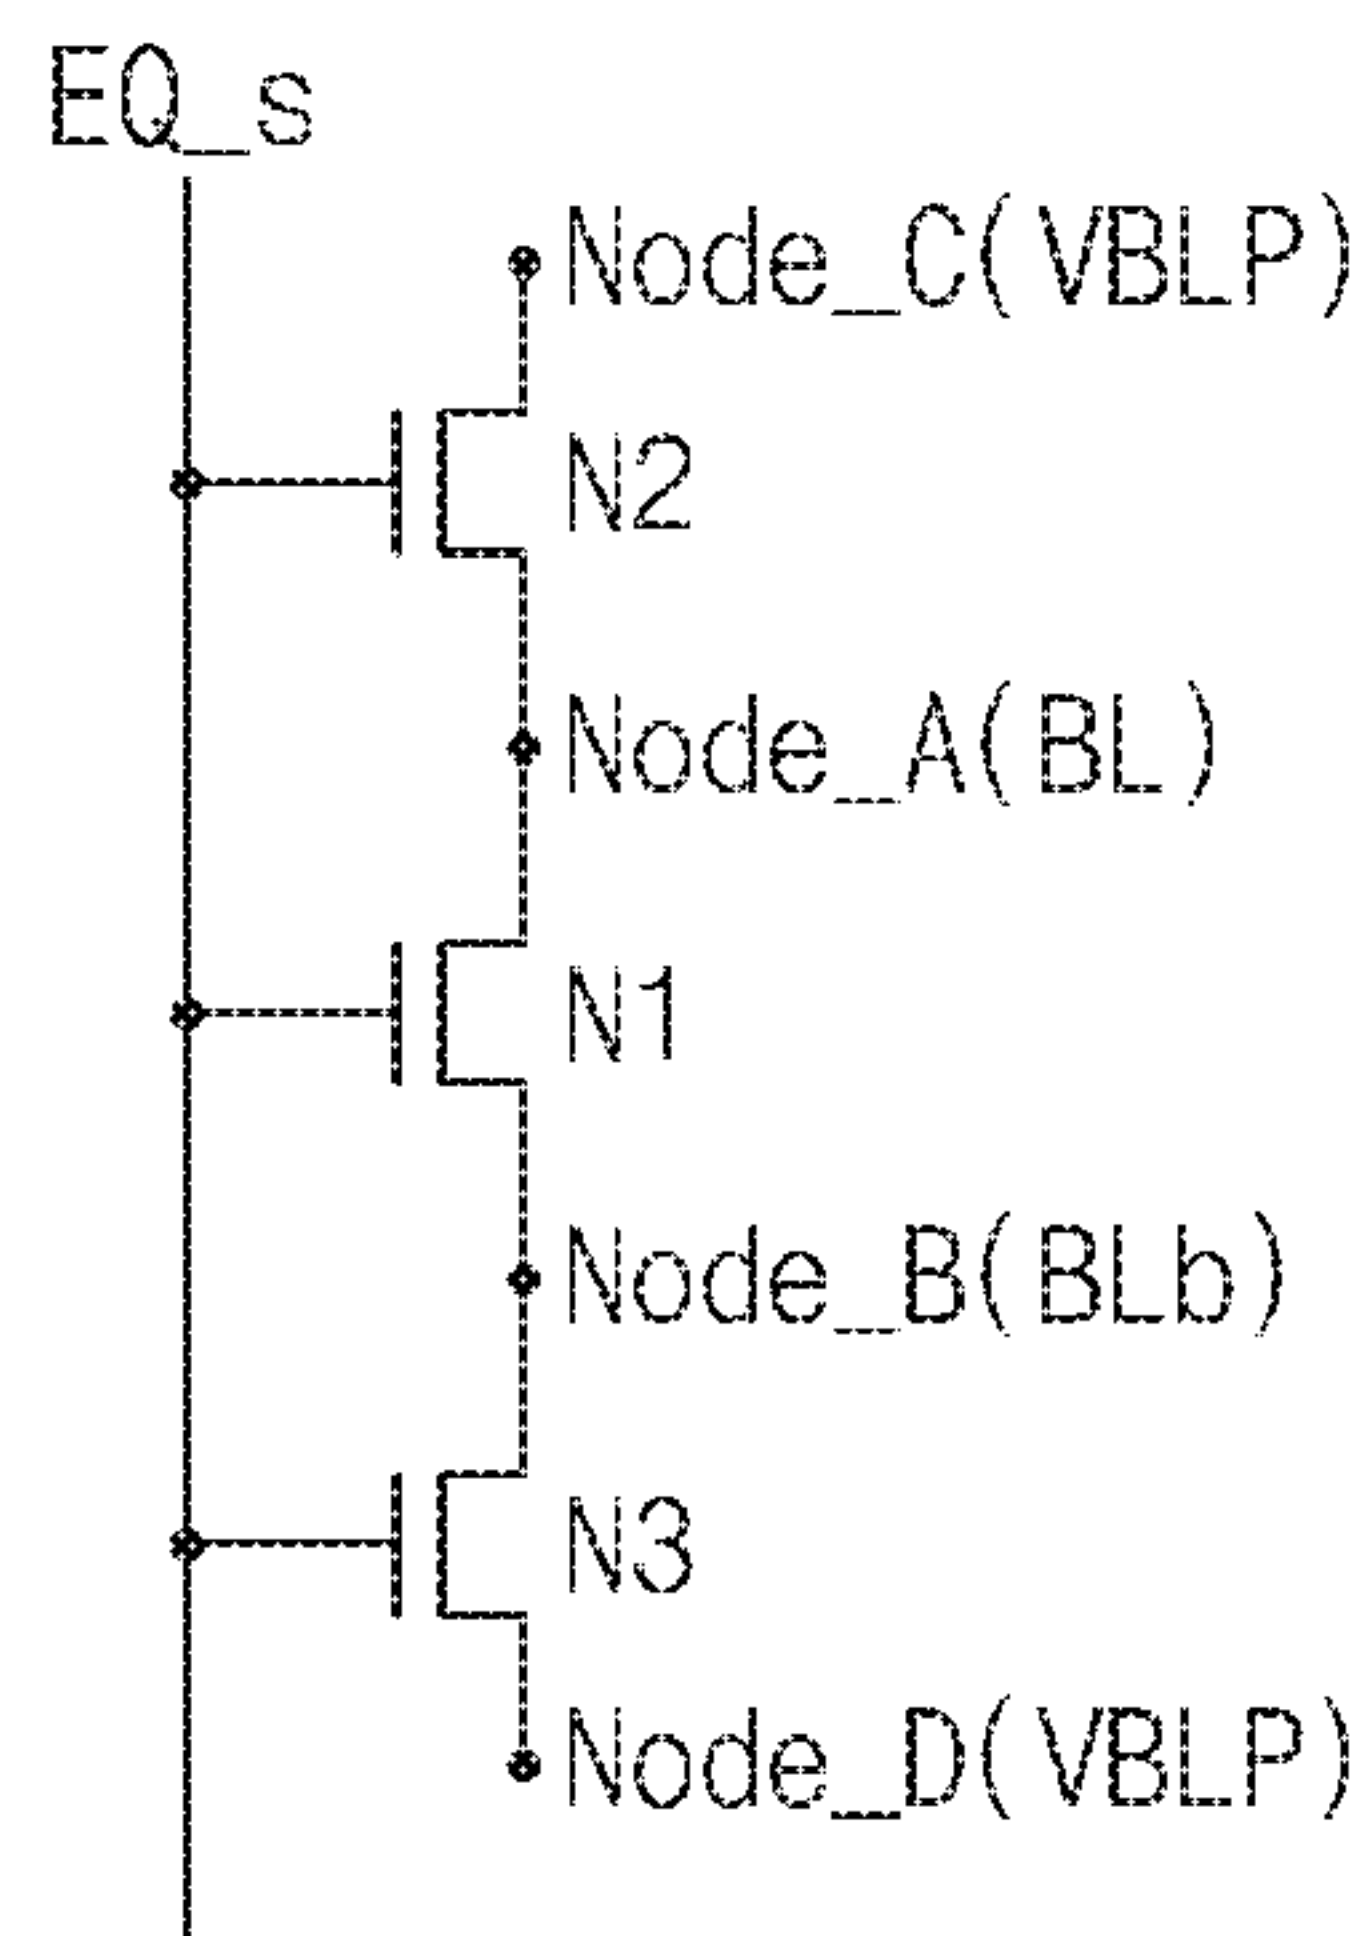 EQ_s
Node_C(VBLP)
N2
Node_A(BL)
N1
Node_B(BLb)
N3
Node_D(VBLP)